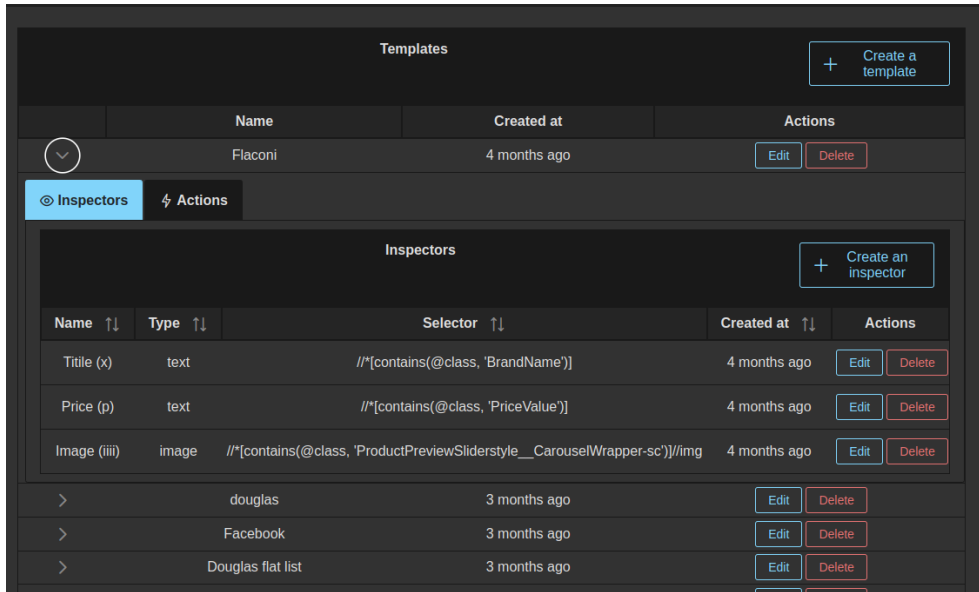 Templates
Create a
template
Name Created at Actions
Flaconi 4 months ago Edit Delete
Inspectors Actions
Inspectors
Create an
inspector
Name Type Selector Created at Actions
Titile (x) text //*[contains(@class, 'BrandName')] 4 months ago Edit Delete
Price (p) text //*[contains(@class, 'PriceValue')] 4 months ago Edit Delete
Image (iiii) image //*[contains(@class, 'ProductPreviewSliderstyle__CarouselWrapper-sc')]//img 4 months ago Edit Delete
douglas 3 months ago Edit Delete
Facebook 3 months ago Edit Delete
Douglas flat list 3 months ago Edit Delete